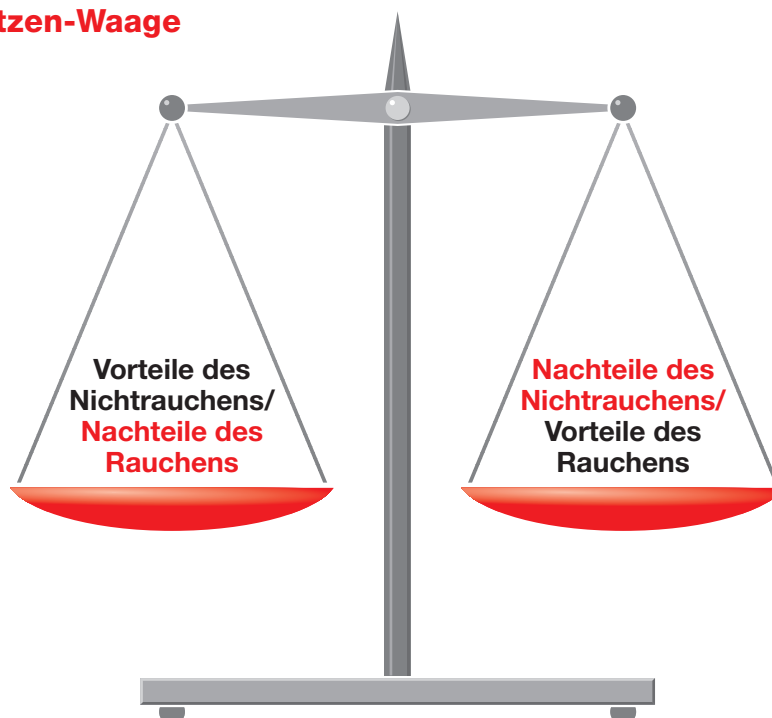 tzen-Waage
Vorteile des
Nichtrauchens/
Nachteile des
Rauchens
Nachteile des
Nichtrauchens/
Vorteile des
Rauchens